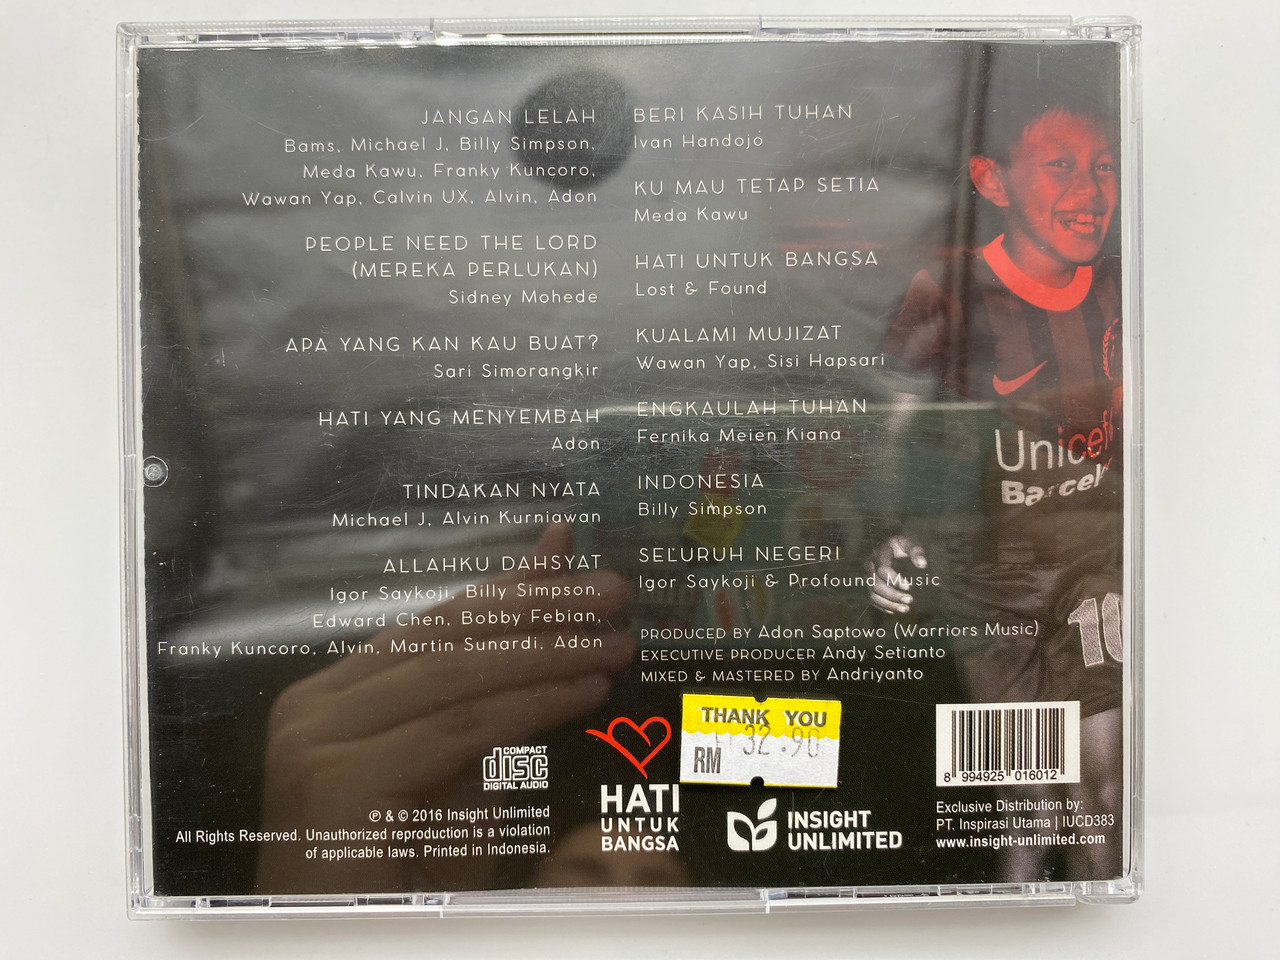 JANGAN LELAH
Bams, Michael J, Billy Simpson,
Meda Kawu, Franky Kuncoro,
Wawan Yap, Calvin UX, Alvin, Adon
PEOPLE NEED THE LORD
(MEREKA PERLUKAN)
Sidney Mohede
APA YANG KAN KAU BUAT?
Sari Simorangkir
HATI YANG MENYEMBAH
Adon
TINDAKAN NYATA
Michael J, Alvin Kurniawan
ALLAHKU DAHSYAT
Igor Saykoji, Billy Simpson,
Edward Chen, Bobby Febian,
Franky Kuncoro, Alvin, Martin Sunardi, Adon
BERI KASIH TUHAN
Ivan Handojo
KU MAU TETAP SETIA
Meda Kawu
HATI UNTUK BANGSA
Lost & Found
KUALAMI MUJIZAT
Wawan Yap, Sisi Hapsari
ENGKAULAH TUHAN
Fernika Meien Kiana
INDONESIA
Billy Simpson
SELURUH NEGERI
Igor Saykoji & Profound Music
PRODUCED BY Adon Saptowo (Warriors Music)
EXECUTIVE PRODUCER Andy Setianto
MIXED & MASTERED BY Andriyanto
Unicef
Barcel
10
THANK YOU
RM 32.90
COMPACT
disc
DIGITAL AUDIO
℗ & © 2016 Insight Unlimited
All Rights Reserved. Unauthorized reproduction is a violation
of applicable laws. Printed in Indonesia.
HATI
UNTUK
BANGSA
INSIGHT
UNLIMITED
8 994925 016012
Exclusive Distribution by:
PT. Inspirasi Utama | IUCD383
www.insight-unlimited.com